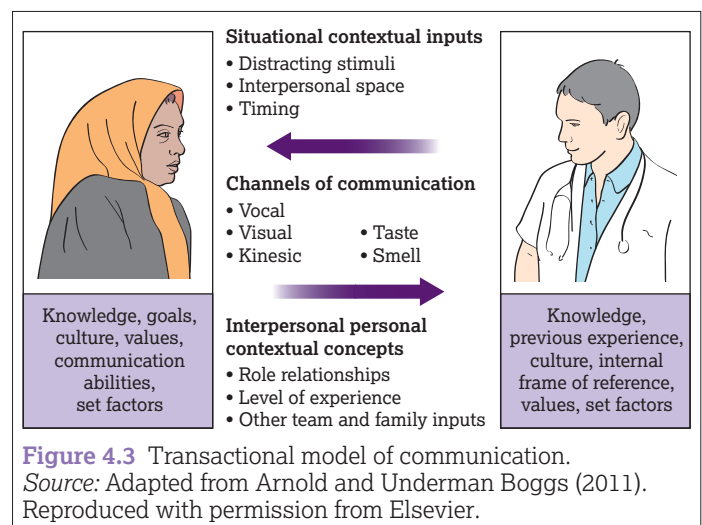 Situational contextual inputs
• Distracting stimuli
• Interpersonal space
• Timing
Channels of communication
• Vocal
• Visual
• Kinesic
• Taste
• Smell
Interpersonal personal
contextual concepts
• Role relationships
• Level of experience
• Other team and family inputs
Knowledge, goals,
culture, values,
communication
abilities,
set factors
Knowledge,
previous experience,
culture, internal
frame of reference,
values, set factors
Figure 4.3 Transactional model of communication.
Source: Adapted from Arnold and Underman Boggs (2011).
Reproduced with permission from Elsevier.